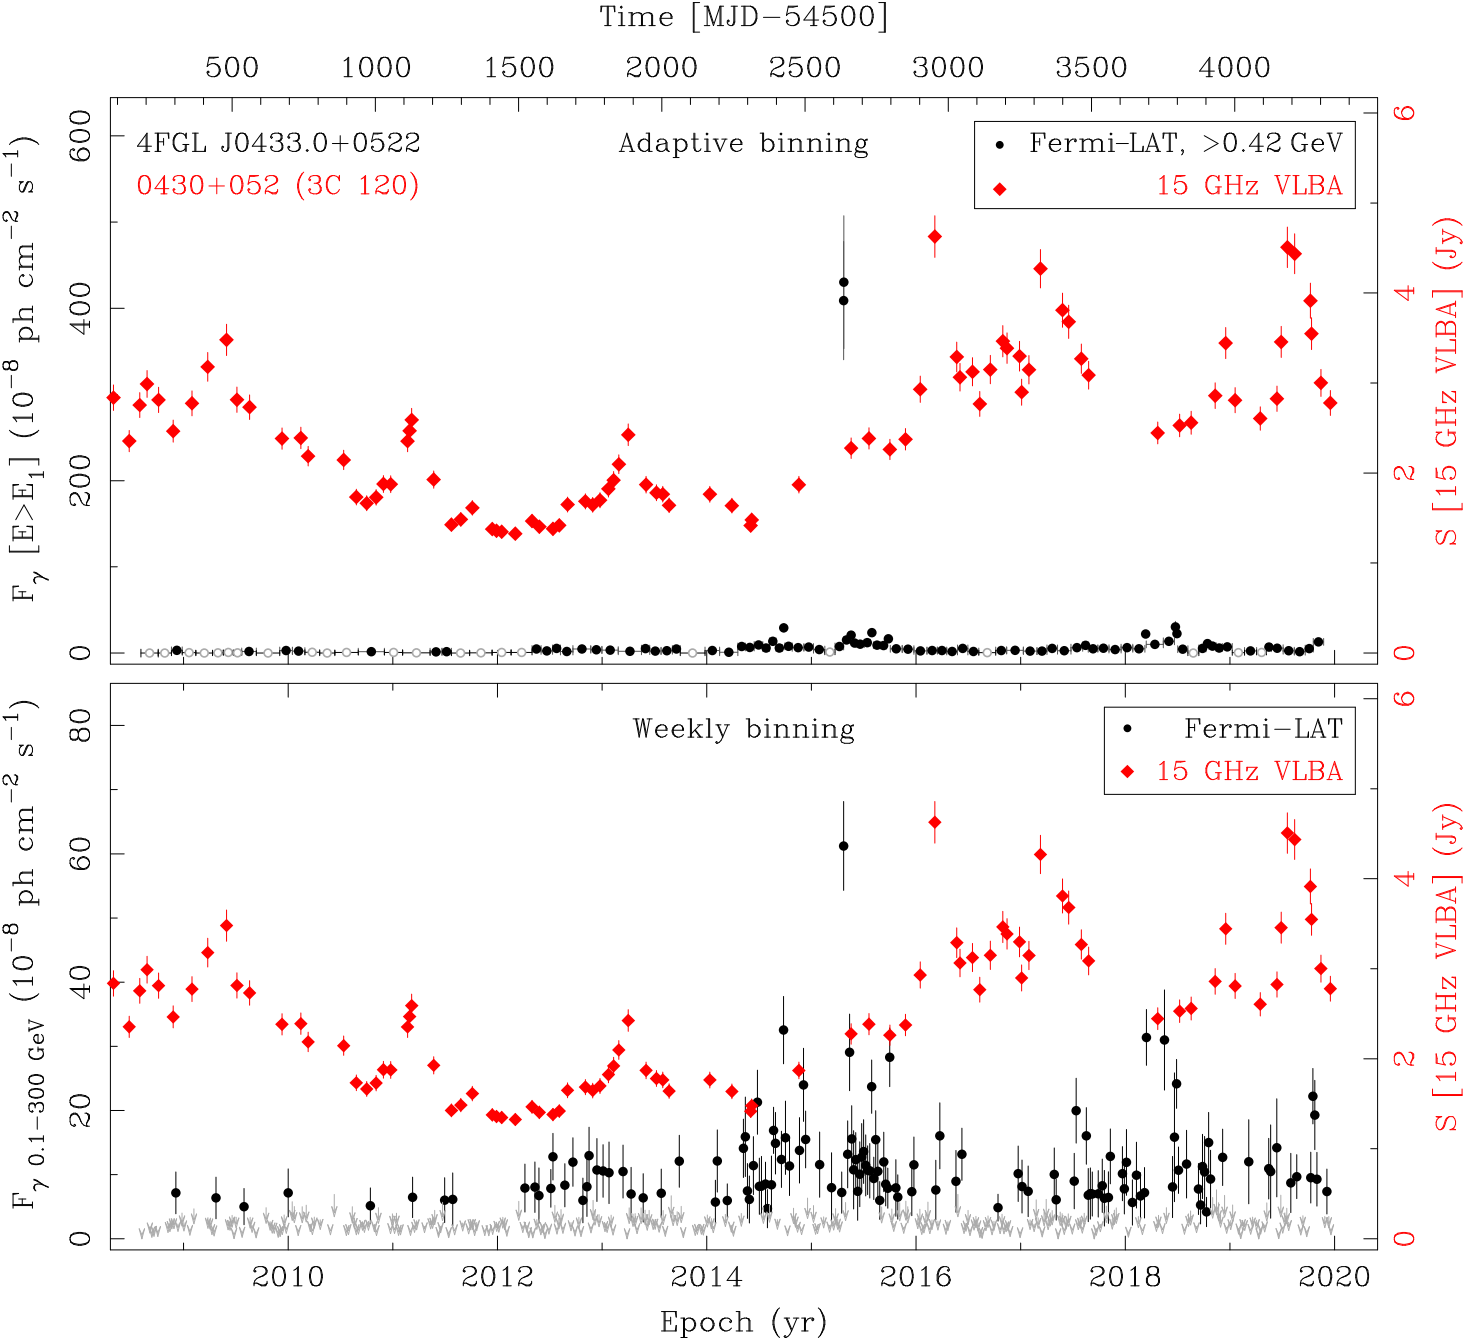 Time [MJD−54500]
500 1000 1500 2000 2500 3000 3500 4000
4FGL J0433.0+0522
0430+052 (3C 120)
Adaptive binning
Fermi−LAT, >0.42 GeV
15 GHz VLBA
F γ [E>E1] (10−8 ph cm−2 s−1)
0 200 400 600
S [15 GHz VLBA] (Jy)
0 2 4 6
Weekly binning
Fermi−LAT
15 GHz VLBA
F γ 0.1−300 GeV (10−8 ph cm−2 s−1)
0 20 40 60 80
S [15 GHz VLBA] (Jy)
0 2 4 6
2010 2012 2014 2016 2018 2020
Epoch (yr)